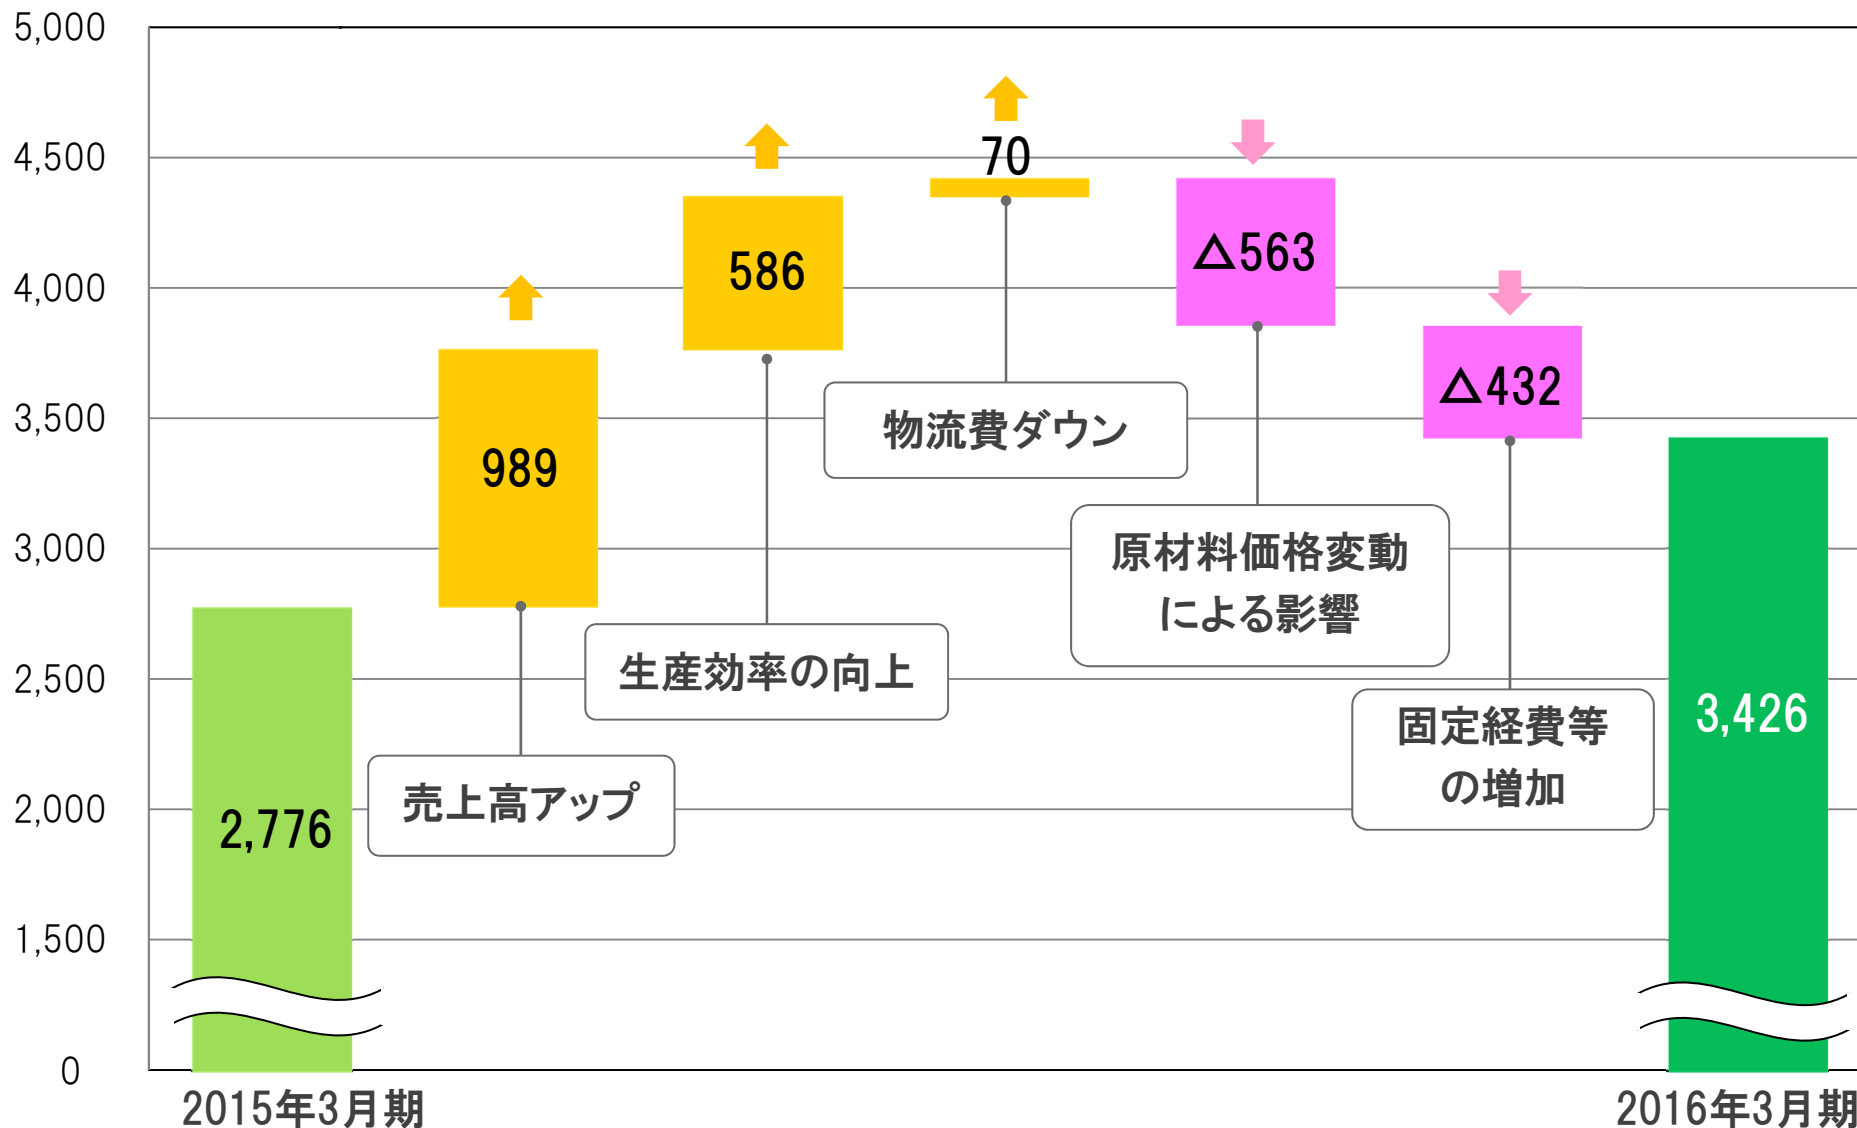 5,000
4,500
4,000
3,500
3,000
2,500
2,000
1,500
0
2,776
989
586
70
△563
△432
3,426
売上高アップ
生産効率の向上
物流費ダウン
原材料価格変動
による影響
固定経費等
の増加
2015年3月期
2016年3月期